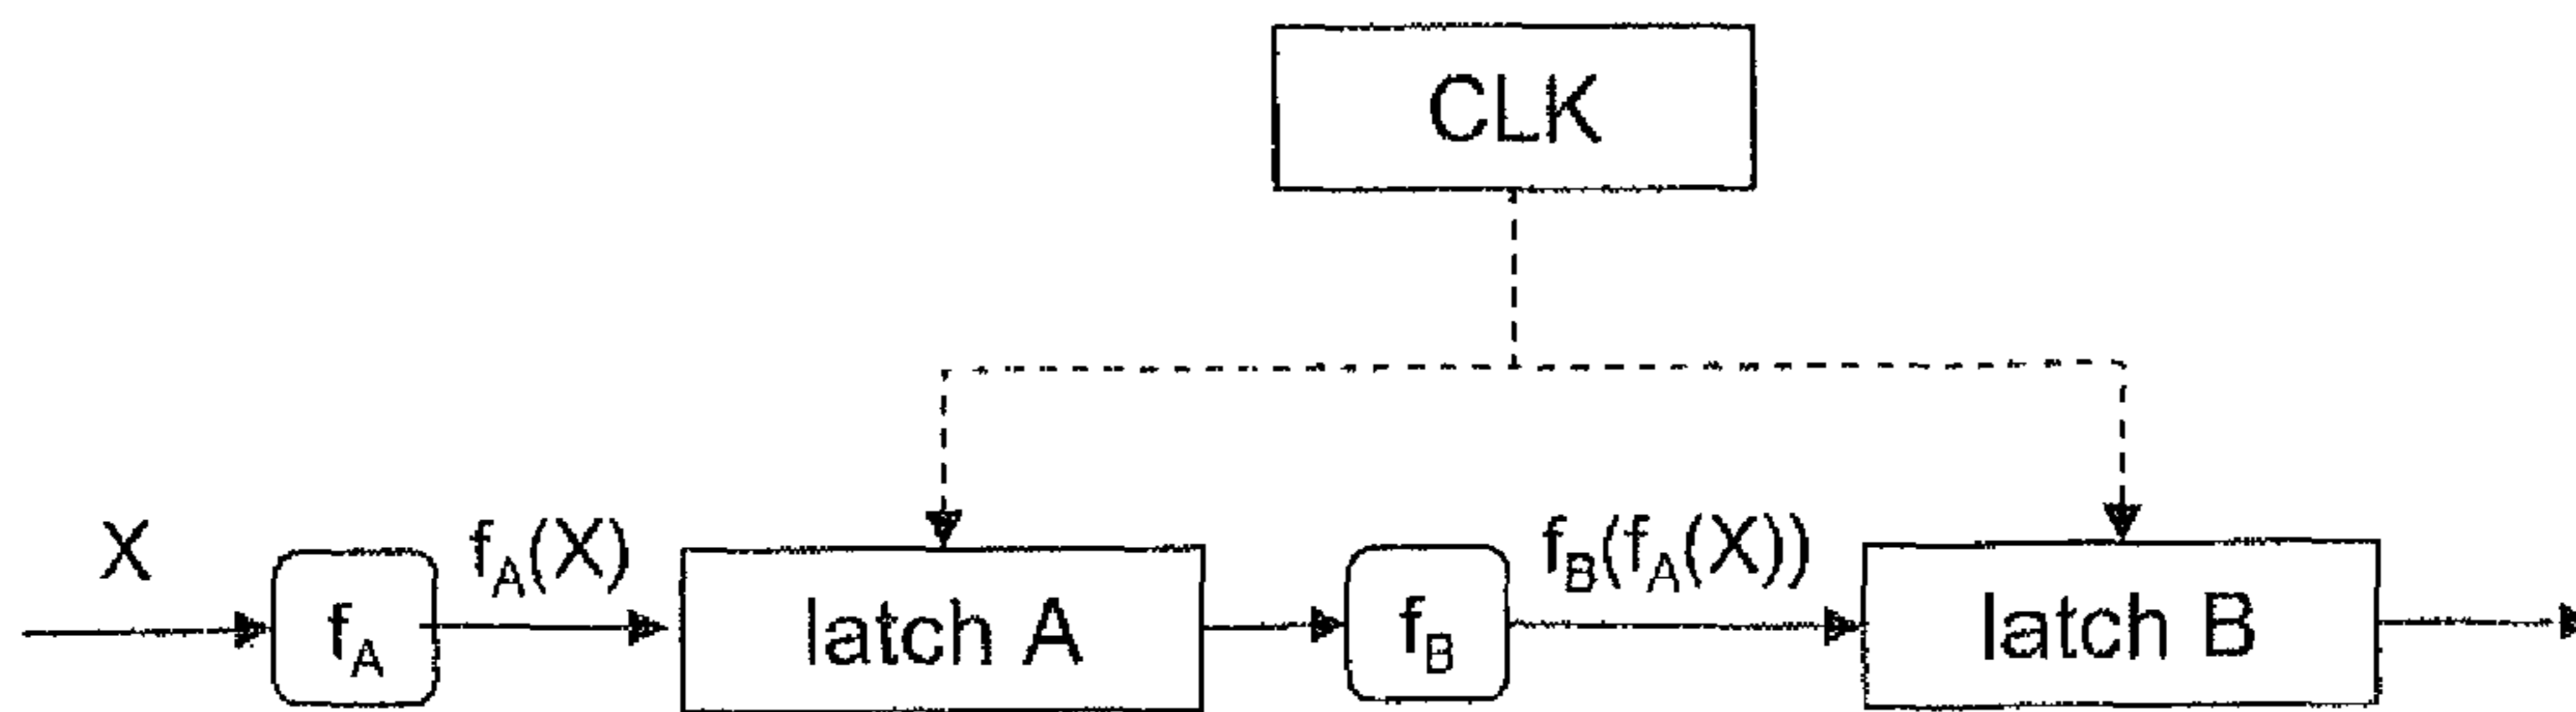 CLK
X
f_A
f_A(X)
latch A
f_B
f_B(f_A(X))
latch B